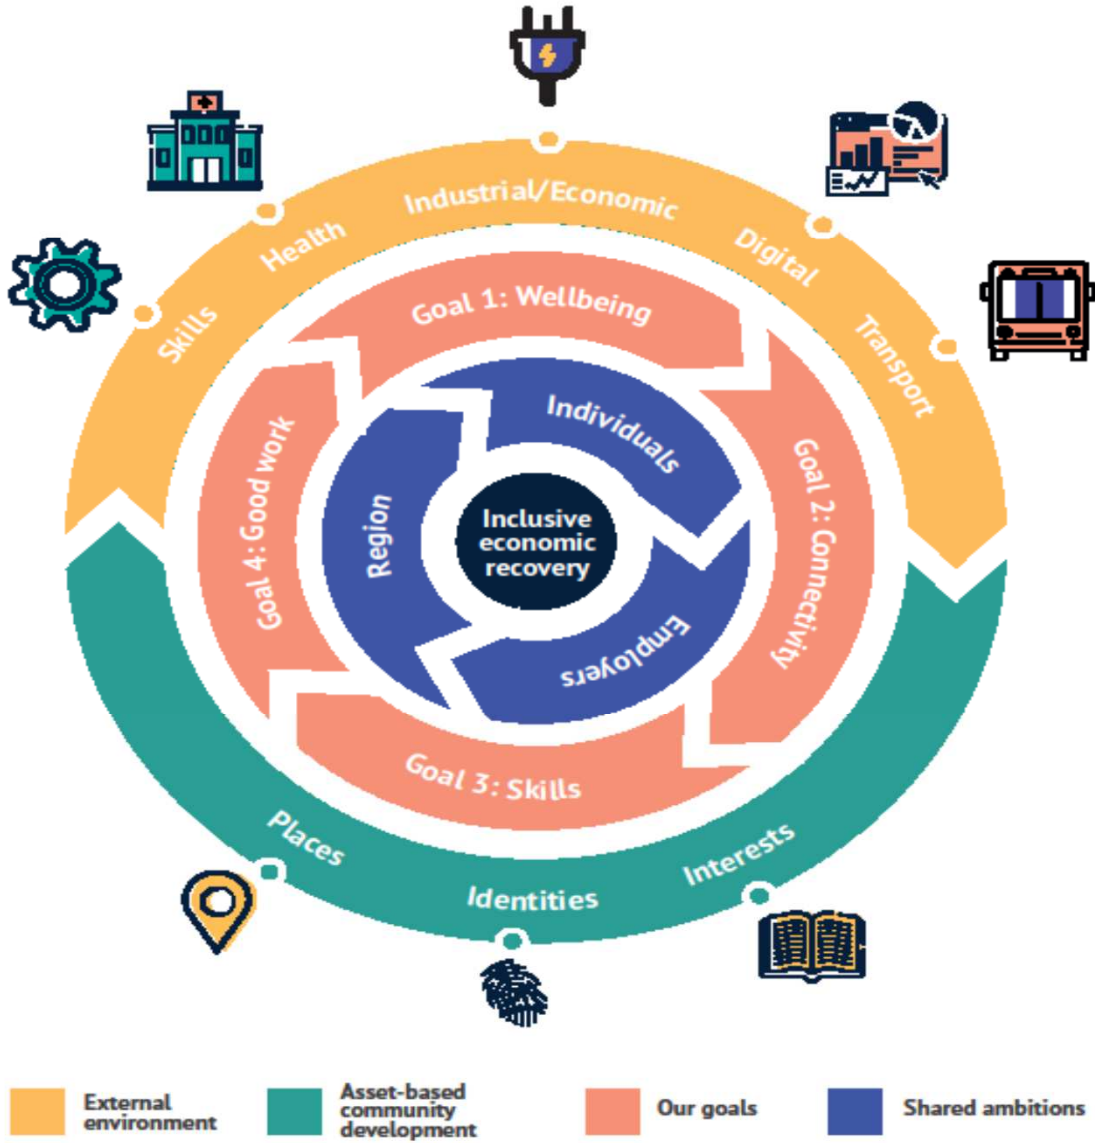 Industrial/Economic
Health
Digital
Skills
Transport
Goal 1: Wellbeing
Goal 2: Connectivity
Goal 3: Skills
Goal 4: Good work
Individuals
Employers
Region
Inclusive
economic
recovery
Places
Identities
Interests
External
environment
Asset-based
community
development
Our goals
Shared ambitions